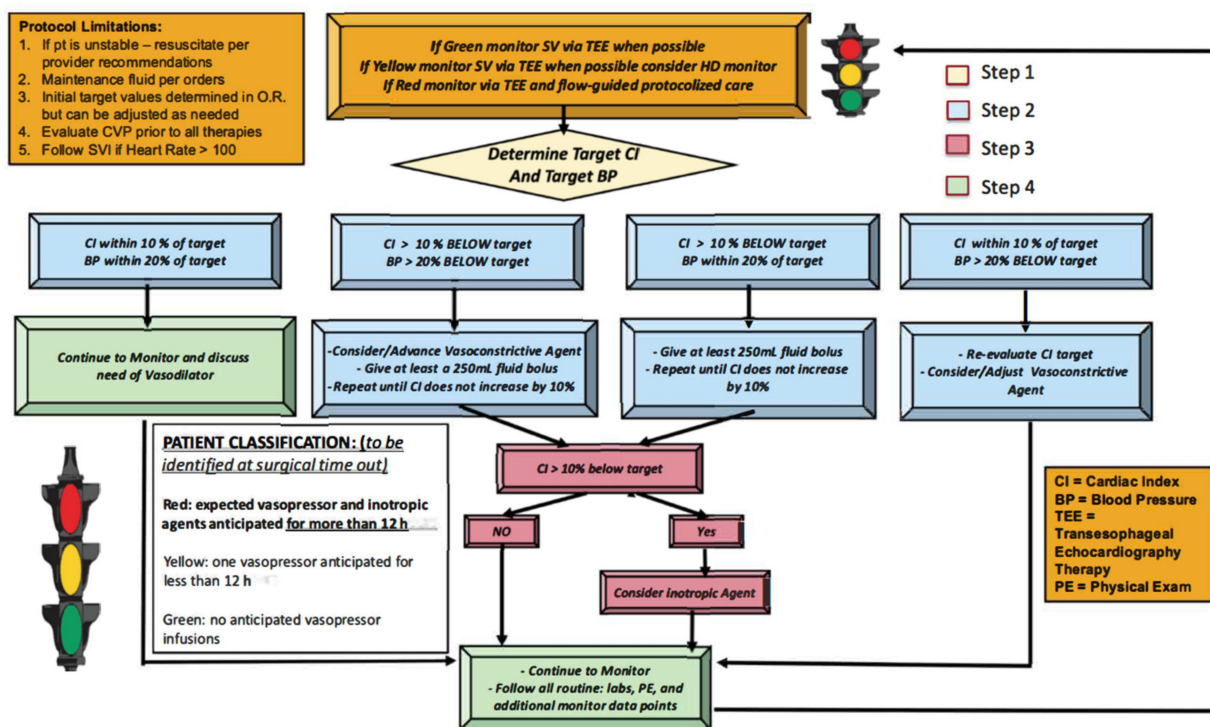 Protocol Limitations:
1. If pt is unstable – resuscitate per
provider recommendations
2. Maintenance fluid per orders
3. Initial target values determined in O.R.
but can be adjusted as needed
4. Evaluate CVP prior to all therapies
5. Follow SVI if Heart Rate > 100
If Green monitor SV via TEE when possible
If Yellow monitor SV via TEE when possible consider HD monitor
If Red monitor via TEE and flow-guided protocolized care
Step 1
Step 2
Step 3
Step 4
Determine Target CI
And Target BP
CI within 10 % of target
BP within 20% of target
CI > 10 % BELOW target
BP > 20% BELOW target
CI > 10 % BELOW target
BP within 20% of target
CI within 10 % of target
BP > 20% BELOW target
Continue to Monitor and discuss
need of Vasodilator
-Consider/Advance Vasoconstrictive Agent
- Give at least a 250mL fluid bolus
- Repeat until CI does not increase by 10%
- Give at least 250mL fluid bolus
- Repeat until CI does not increase
by 10%
- Re-evaluate CI target
- Consider/Adjust Vasoconstrictive
Agent
PATIENT CLASSIFICATION: (to be
identified at surgical time out)
Red: expected vasopressor and inotropic
agents anticipated for more than 12 h
Yellow: one vasopressor anticipated for
less than 12 h
Green: no anticipated vasopressor
infusions
CI > 10% below target
NO
Yes
Consider inotropic Agent
- Continue to Monitor
- Follow all routine: labs, PE, and
additional monitor data points
CI = Cardiac Index
BP = Blood Pressure
TEE =
Transesophageal
Echocardiography
Therapy
PE = Physical Exam